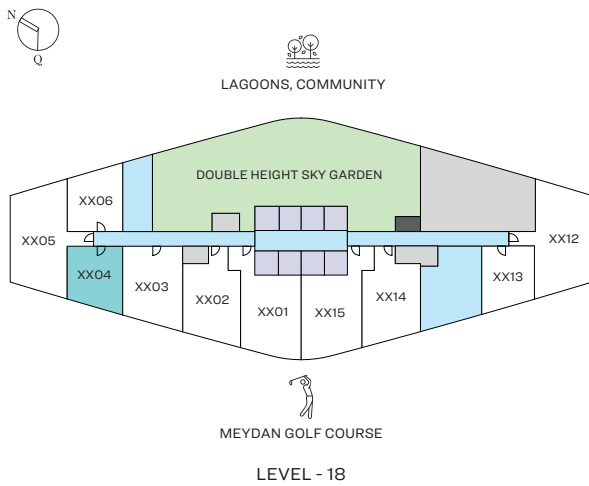 N
Q
LAGOONS, COMMUNITY
DOUBLE HEIGHT SKY GARDEN
XX06
XX05
XX12
XX04
XX03
XX02
XX01
XX15
XX14
XX13
MEYDAN GOLF COURSE
LEVEL - 18